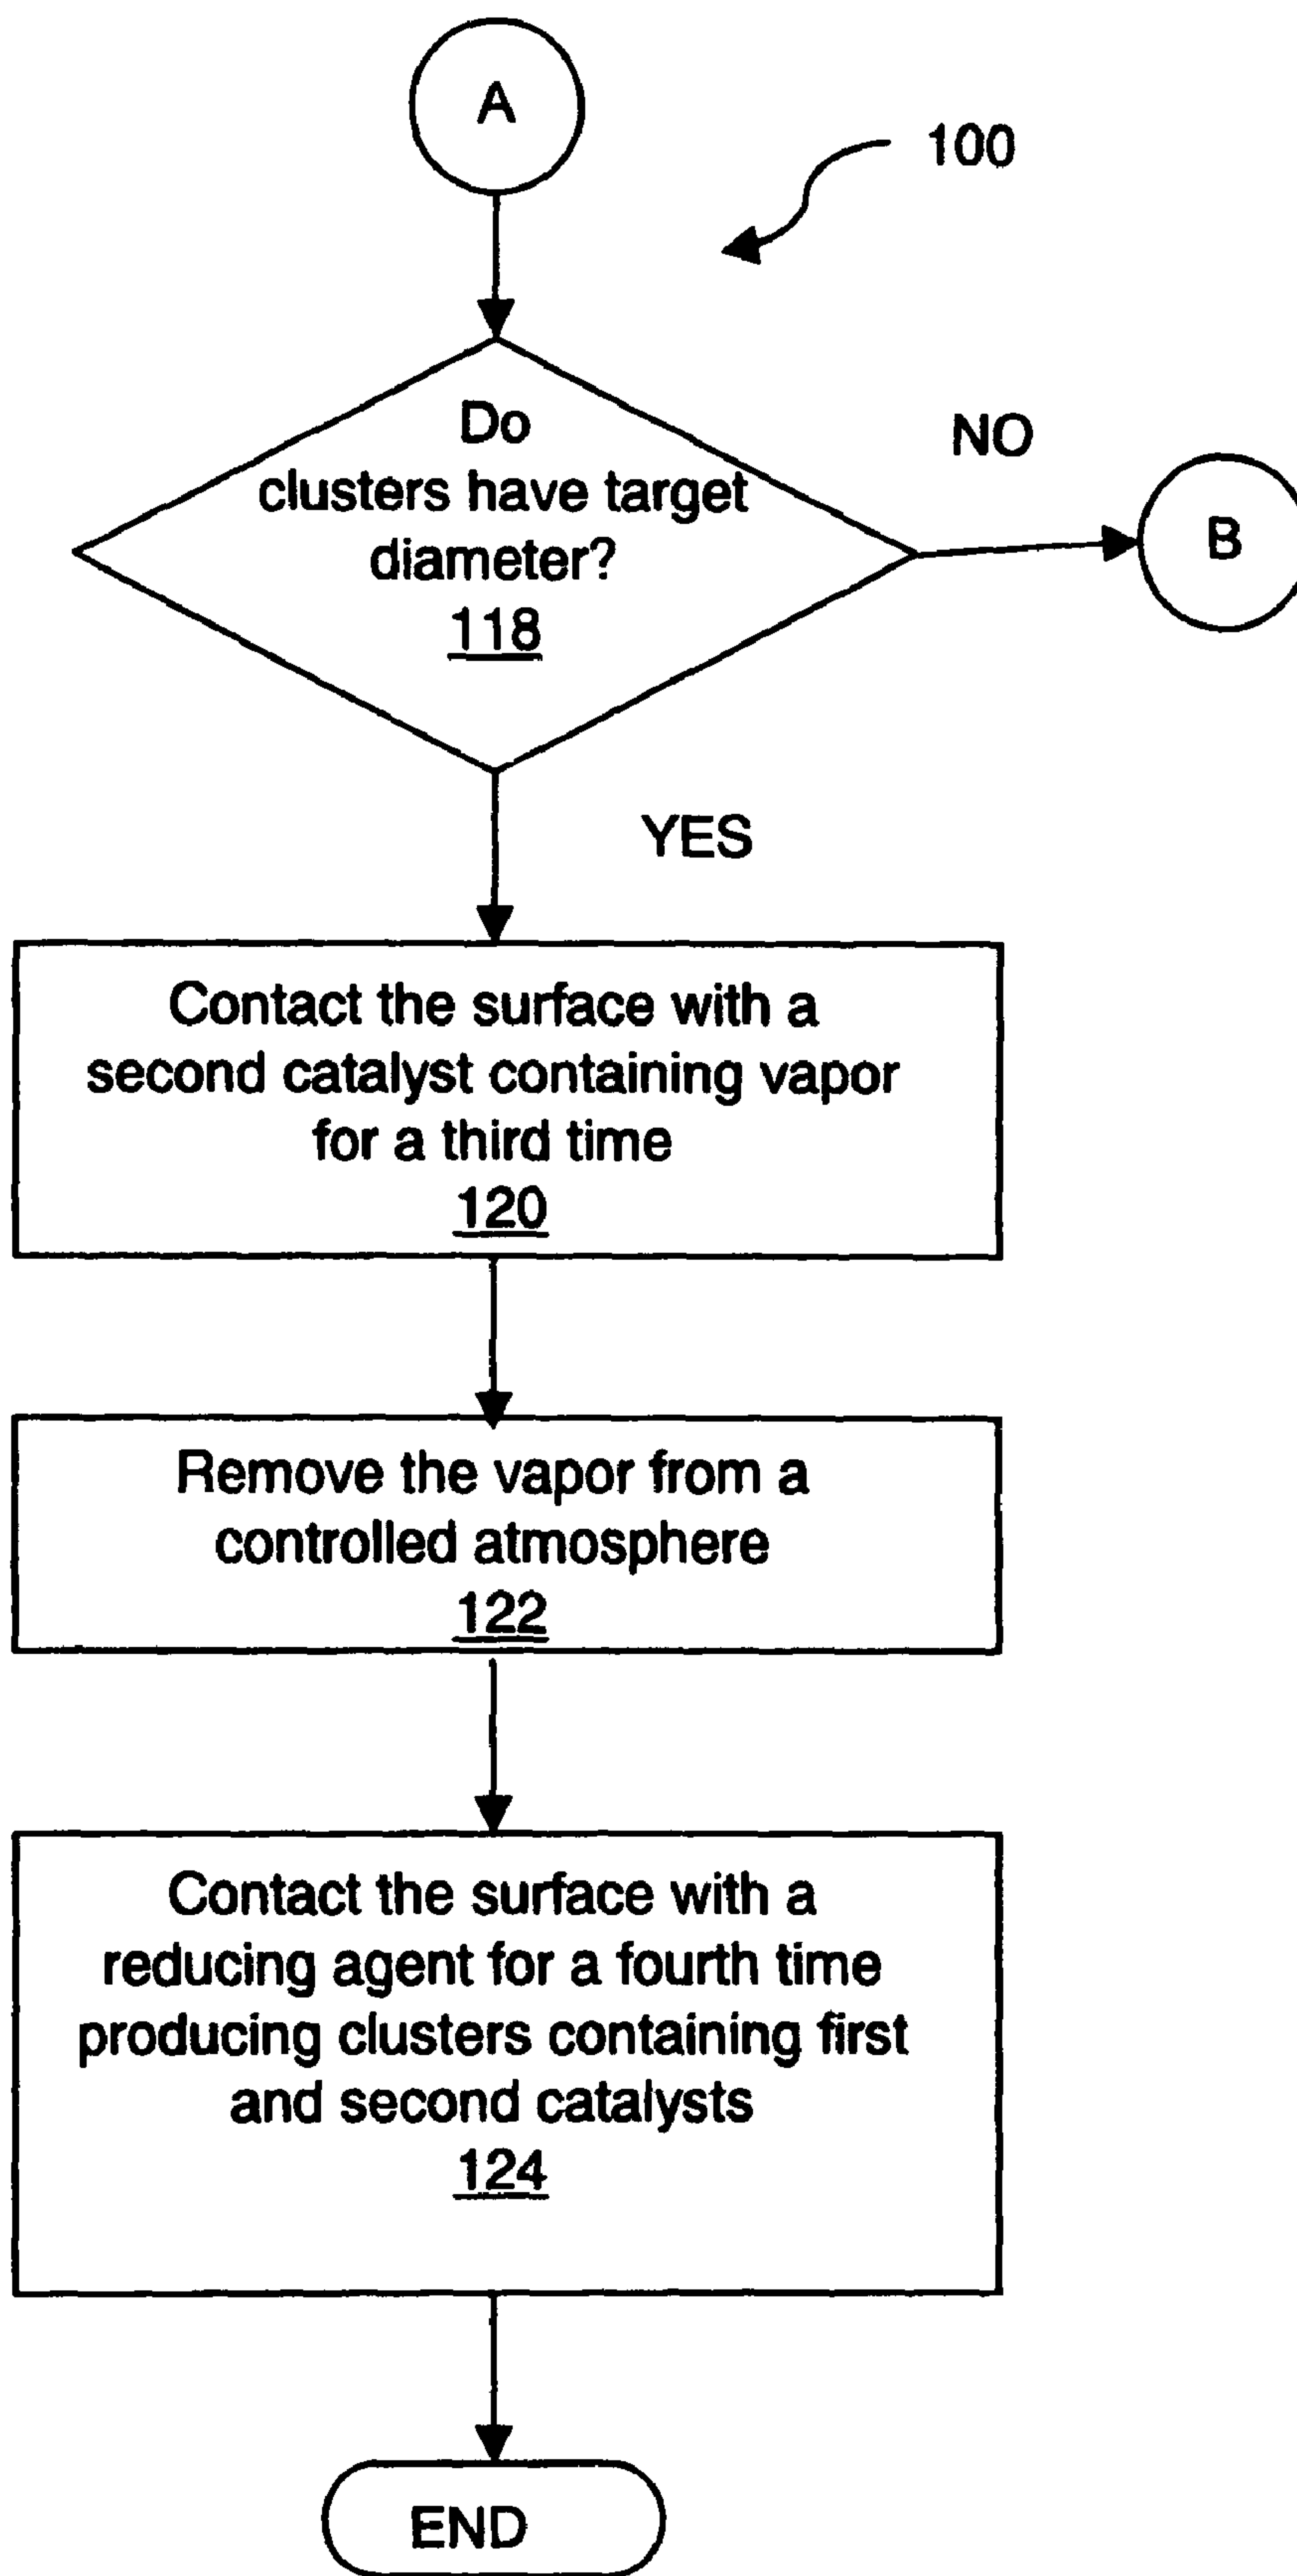 A
100
Do
clusters have target
diameter?
118
NO
B
YES
Contact the surface with a
second catalyst containing vapor
for a third time
120
Remove the vapor from a
controlled atmosphere
122
Contact the surface with a
reducing agent for a fourth time
producing clusters containing first
and second catalysts
124
END